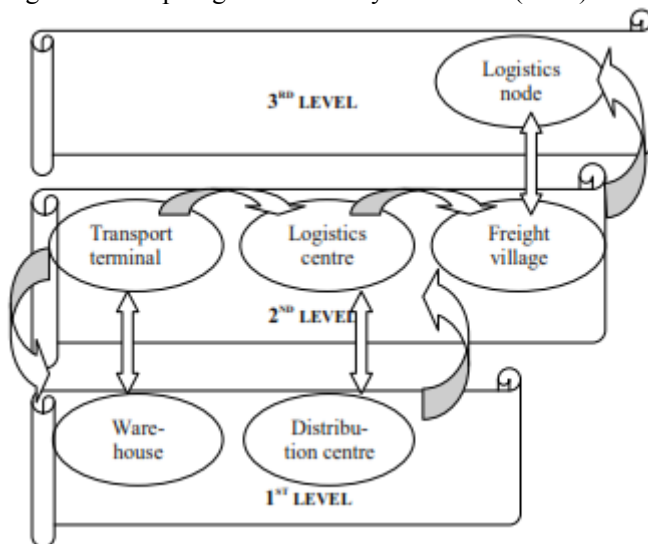 Logistics
node
3RD LEVEL
Transport
terminal
Logistics
centre
Freight
village
2ND LEVEL
Ware-
house
Distribu-
tion centre
1ST LEVEL